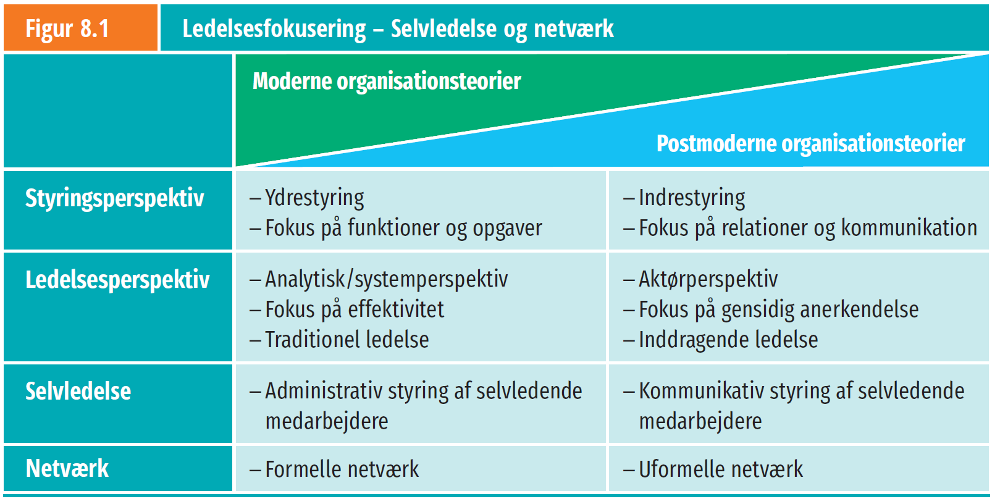 Figur 8.1
Ledelsesfokusering – Selvledelse og netværk
Moderne organisationsteorier
Postmoderne organisationsteorier
Styringsperspektiv
– Ydrestyring
– Fokus på funktioner og opgaver
– Indrestyring
– Fokus på relationer og kommunikation
Ledelsesperspektiv
– Analytisk/systemperspektiv
– Fokus på effektivitet
– Traditionel ledelse
– Aktørperspektiv
– Fokus på gensidig anerkendelse
– Inddragende ledelse
Selvledelse
– Administrativ styring af selvledende
medarbejdere
– Kommunikativ styring af selvledende
medarbejdere
Netværk
– Formelle netværk
– Uformelle netværk